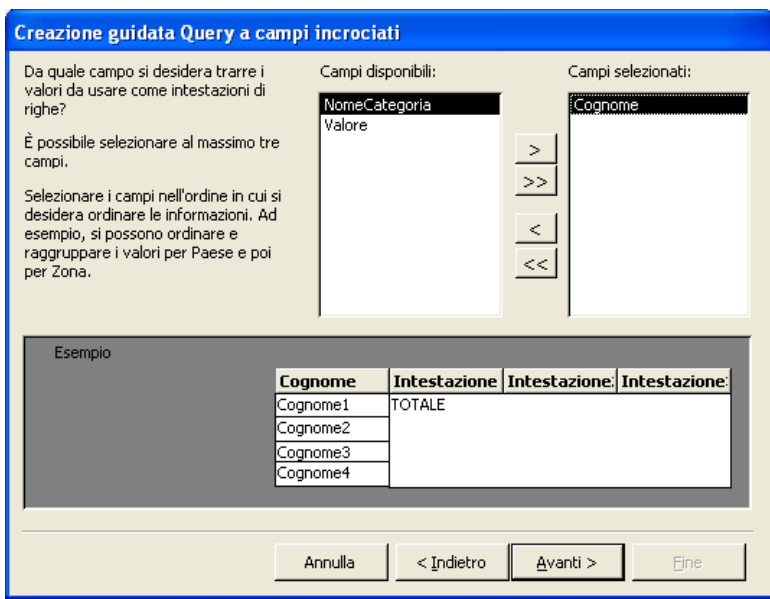 Creazione guidata Query a campi incrociati
Da quale campo si desidera trarre i
valori da usare come intestazioni di
righe?
È possibile selezionare al massimo tre
campi.
Selezionare i campi nell'ordine in cui si
desidera ordinare le informazioni. Ad
esempio, si possono ordinare e
raggruppare i valori per Paese e poi
per Zona.
Campi disponibili:
NomeCategoria
Valore
>
>>
<
<<
Campi selezionati:
Cognome
Esempio
Cognome Intestazione Intestazione: Intestazione:
Cognome1 TOTALE
Cognome2
Cognome3
Cognome4
Annulla < Indietro Avanti > Fine